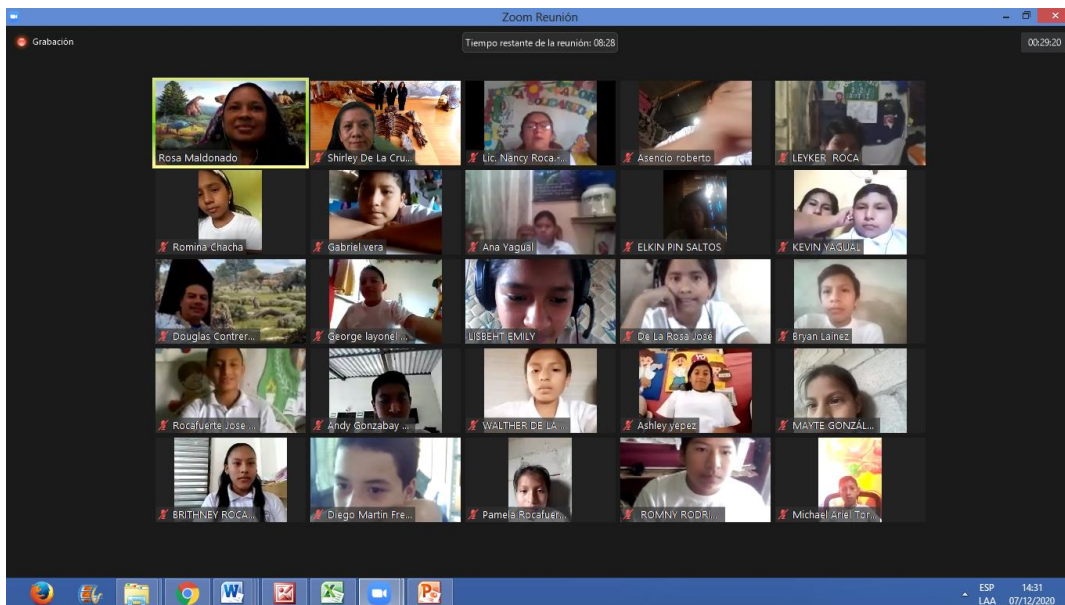 Zoom Reunión
Grabación
Tiempo restante de la reunión: 08:28
00:29:20
Rosa Maldonado
Shirley De La Cru...
Lic. Nancy Roca.-...
Asencio roberto
LEYKER ROCA
Romina Chacha
Gabriel vera
Ana Yagual
ELKIN PIN SALTOS
KEVIN YAGUAL
Douglas Contrer...
George layonel ...
LISBEHT EMILY
De La Rosa José
Bryan Lainez
Rocafuerte Jose ...
Andy Gonzabay ...
WALTHER DE LA ...
Ashley yepez
MAYTE GONZÁL...
BRITHNEY ROCA...
Diego Martin Fre...
Pamela Rocafuer...
ROMNY RODRI...
Michael Ariel Tor...
ESP 14:31
LAA 07/12/2020